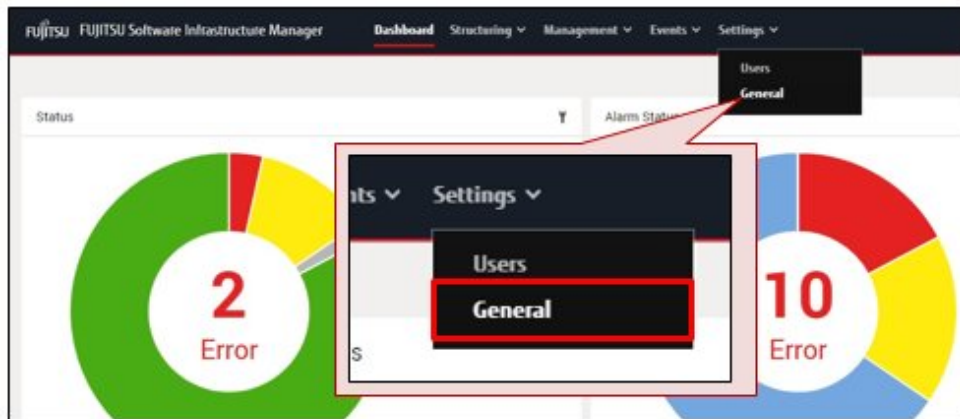 FUJITSU FUJITSU Software Infrastructure Manager Dashboard Structuring Management Events Settings
Users
General
Status
Alarm Status
nts Settings
Users
General
s
2
Error
10
Error